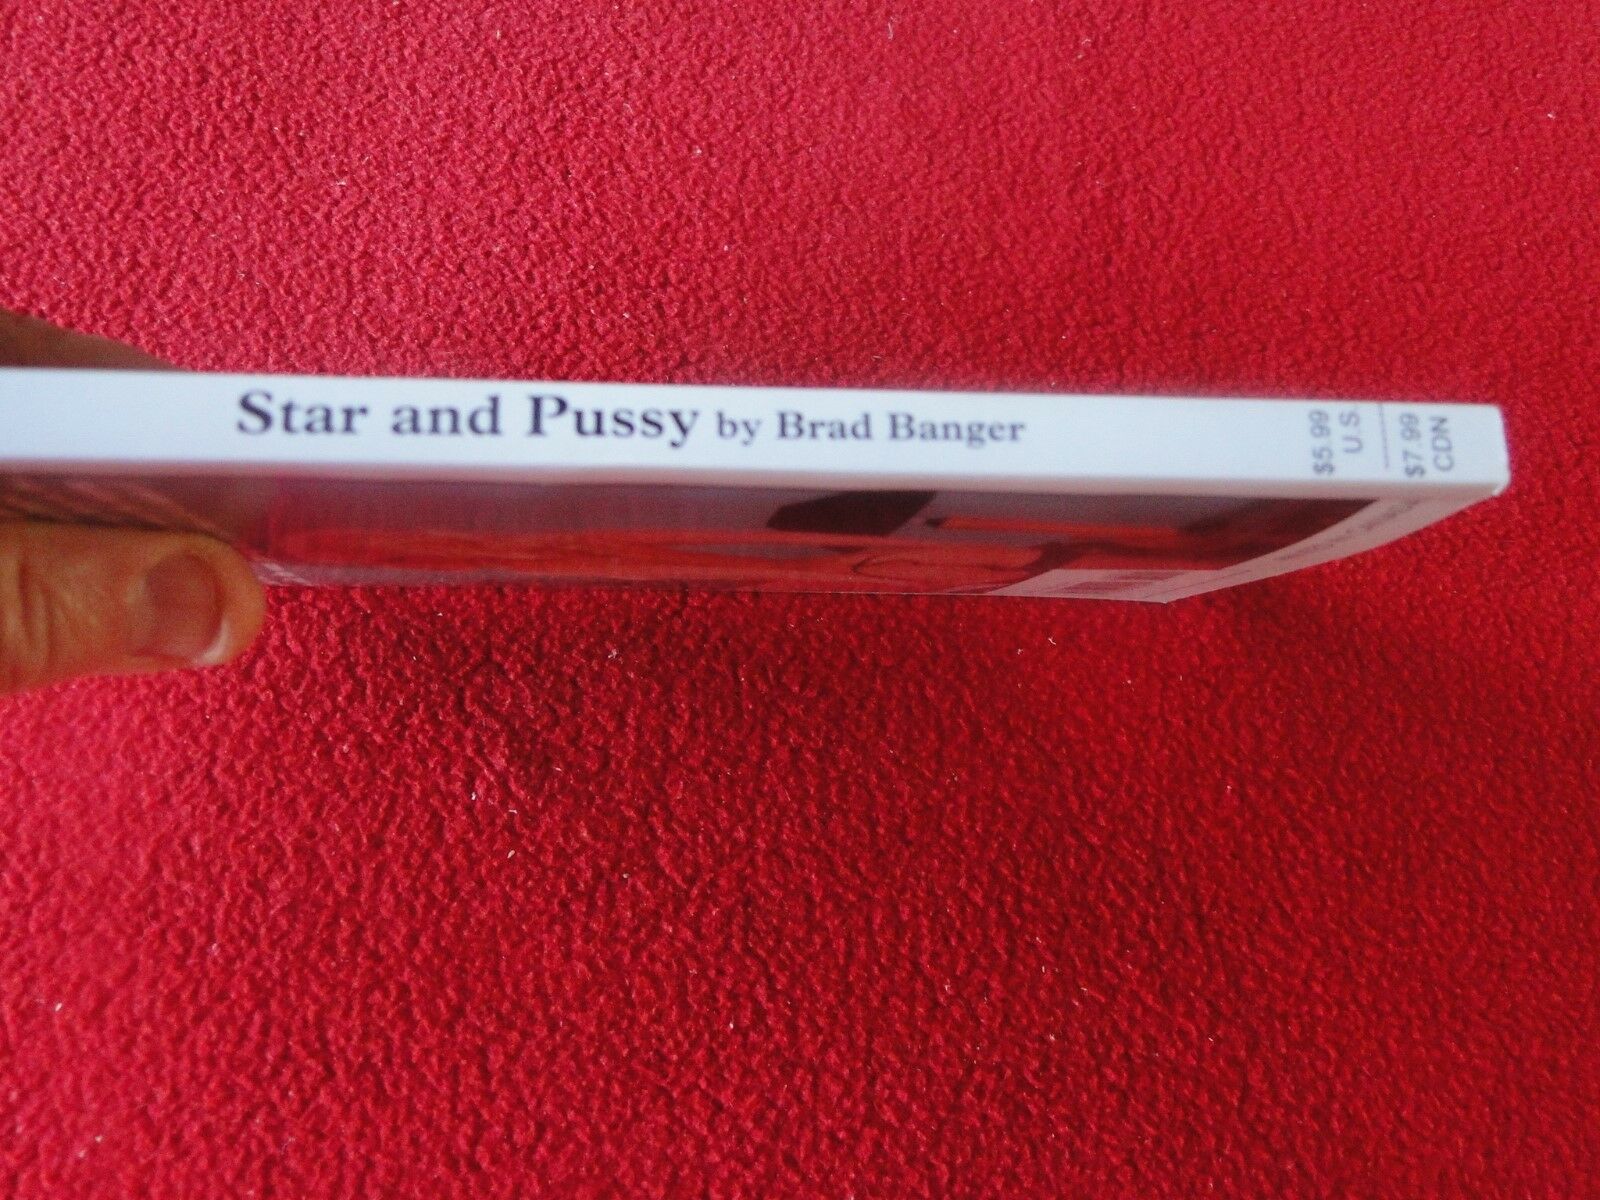 Star and Pussy by Brad Banger
$5.99
U.S.
$7.99
CDN